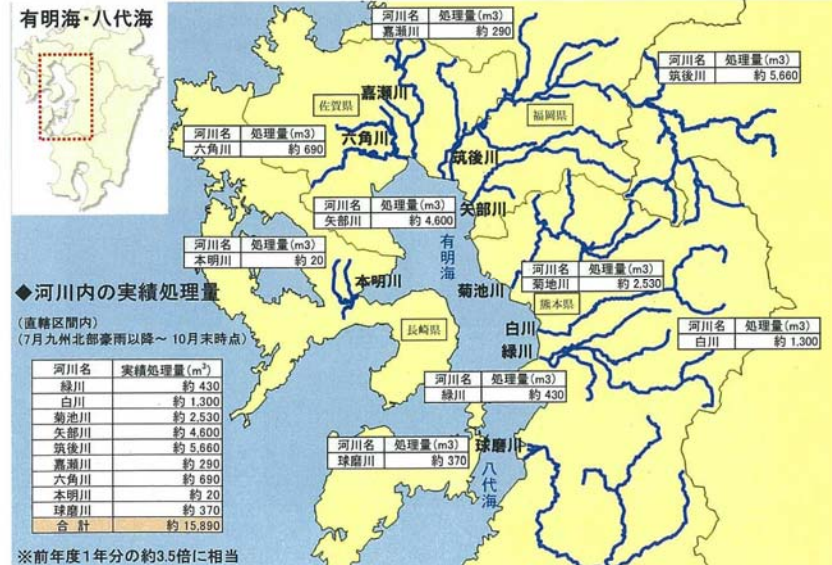 有明海・八代海
河川名 処理量(m3)
嘉瀬川 約 290
河川名 処理量(m3)
筑後川 約 5,660
嘉瀬川
佐賀県
福岡県
河川名 処理量(m3)
六角川 約 690
六角川
筑後川
河川名 処理量(m3)
矢部川 約 4,600
矢部川
有明海
河川名 処理量(m3)
本明川 約 20
本明川
河川名 処理量(m3)
菊地川 約 2,530
菊池川
熊本県
白川
河川名 処理量(m3)
白川 約 1,300
緑川
長崎県
河川名 処理量(m3)
緑川 約 430
河川名 処理量(m3)
球磨川 約 370
球磨川
八代海
◆河川内の実績処理量
(直轄区間内)
(7月九州北部豪雨以降～10月末時点)
河川名 実績処理量(m³)
緑川 約 430
白川 約 1,300
菊池川 約 2,530
矢部川 約 4,600
筑後川 約 5,660
嘉瀬川 約 290
六角川 約 690
本明川 約 20
球磨川 約 370
合 計 約 15,890
※前年度1年分の約3.5倍に相当